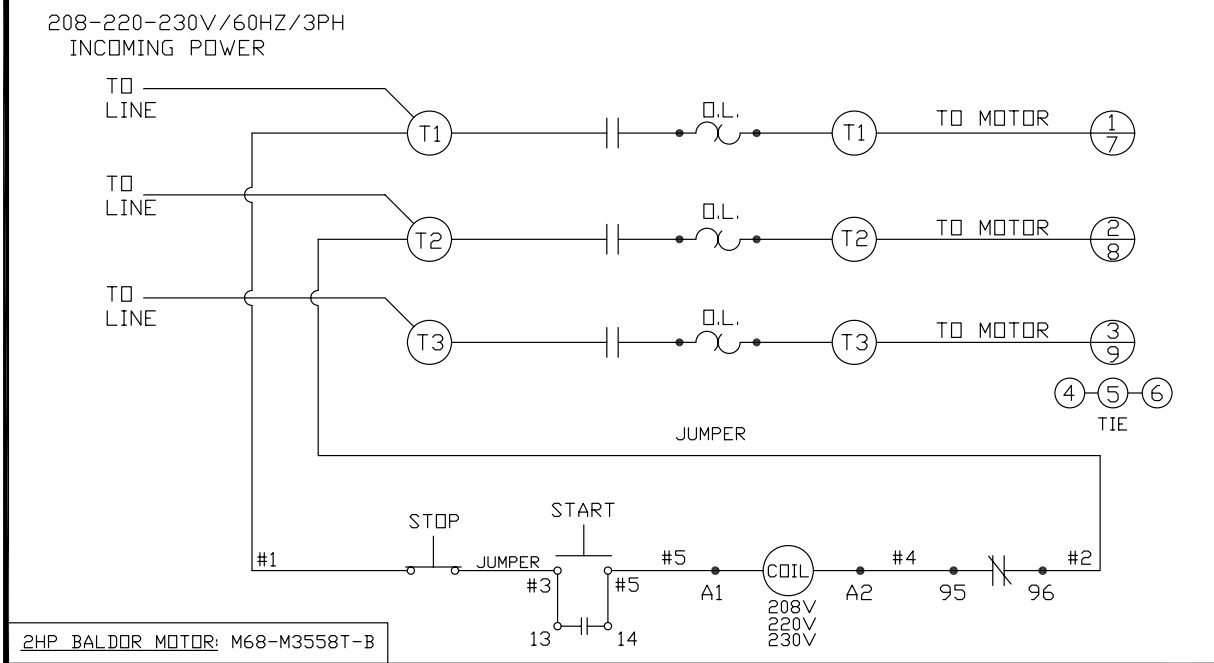 208-220-230V/60HZ/3PH
INCOMING POWER
TO
LINE
T1
O.L.
T1
TO MOTOR
1
7
TO
LINE
T2
O.L.
T2
TO MOTOR
2
8
TO
LINE
T3
O.L.
T3
TO MOTOR
3
9
4
5
6
TIE
JUMPER
STOP
START
#1
JUMPER
#3
#5
#5
A1
COIL
A2
#4
95
96
#2
208V
220V
230V
13
14
2HP BALDOR MOTOR: M68-M3558T-B